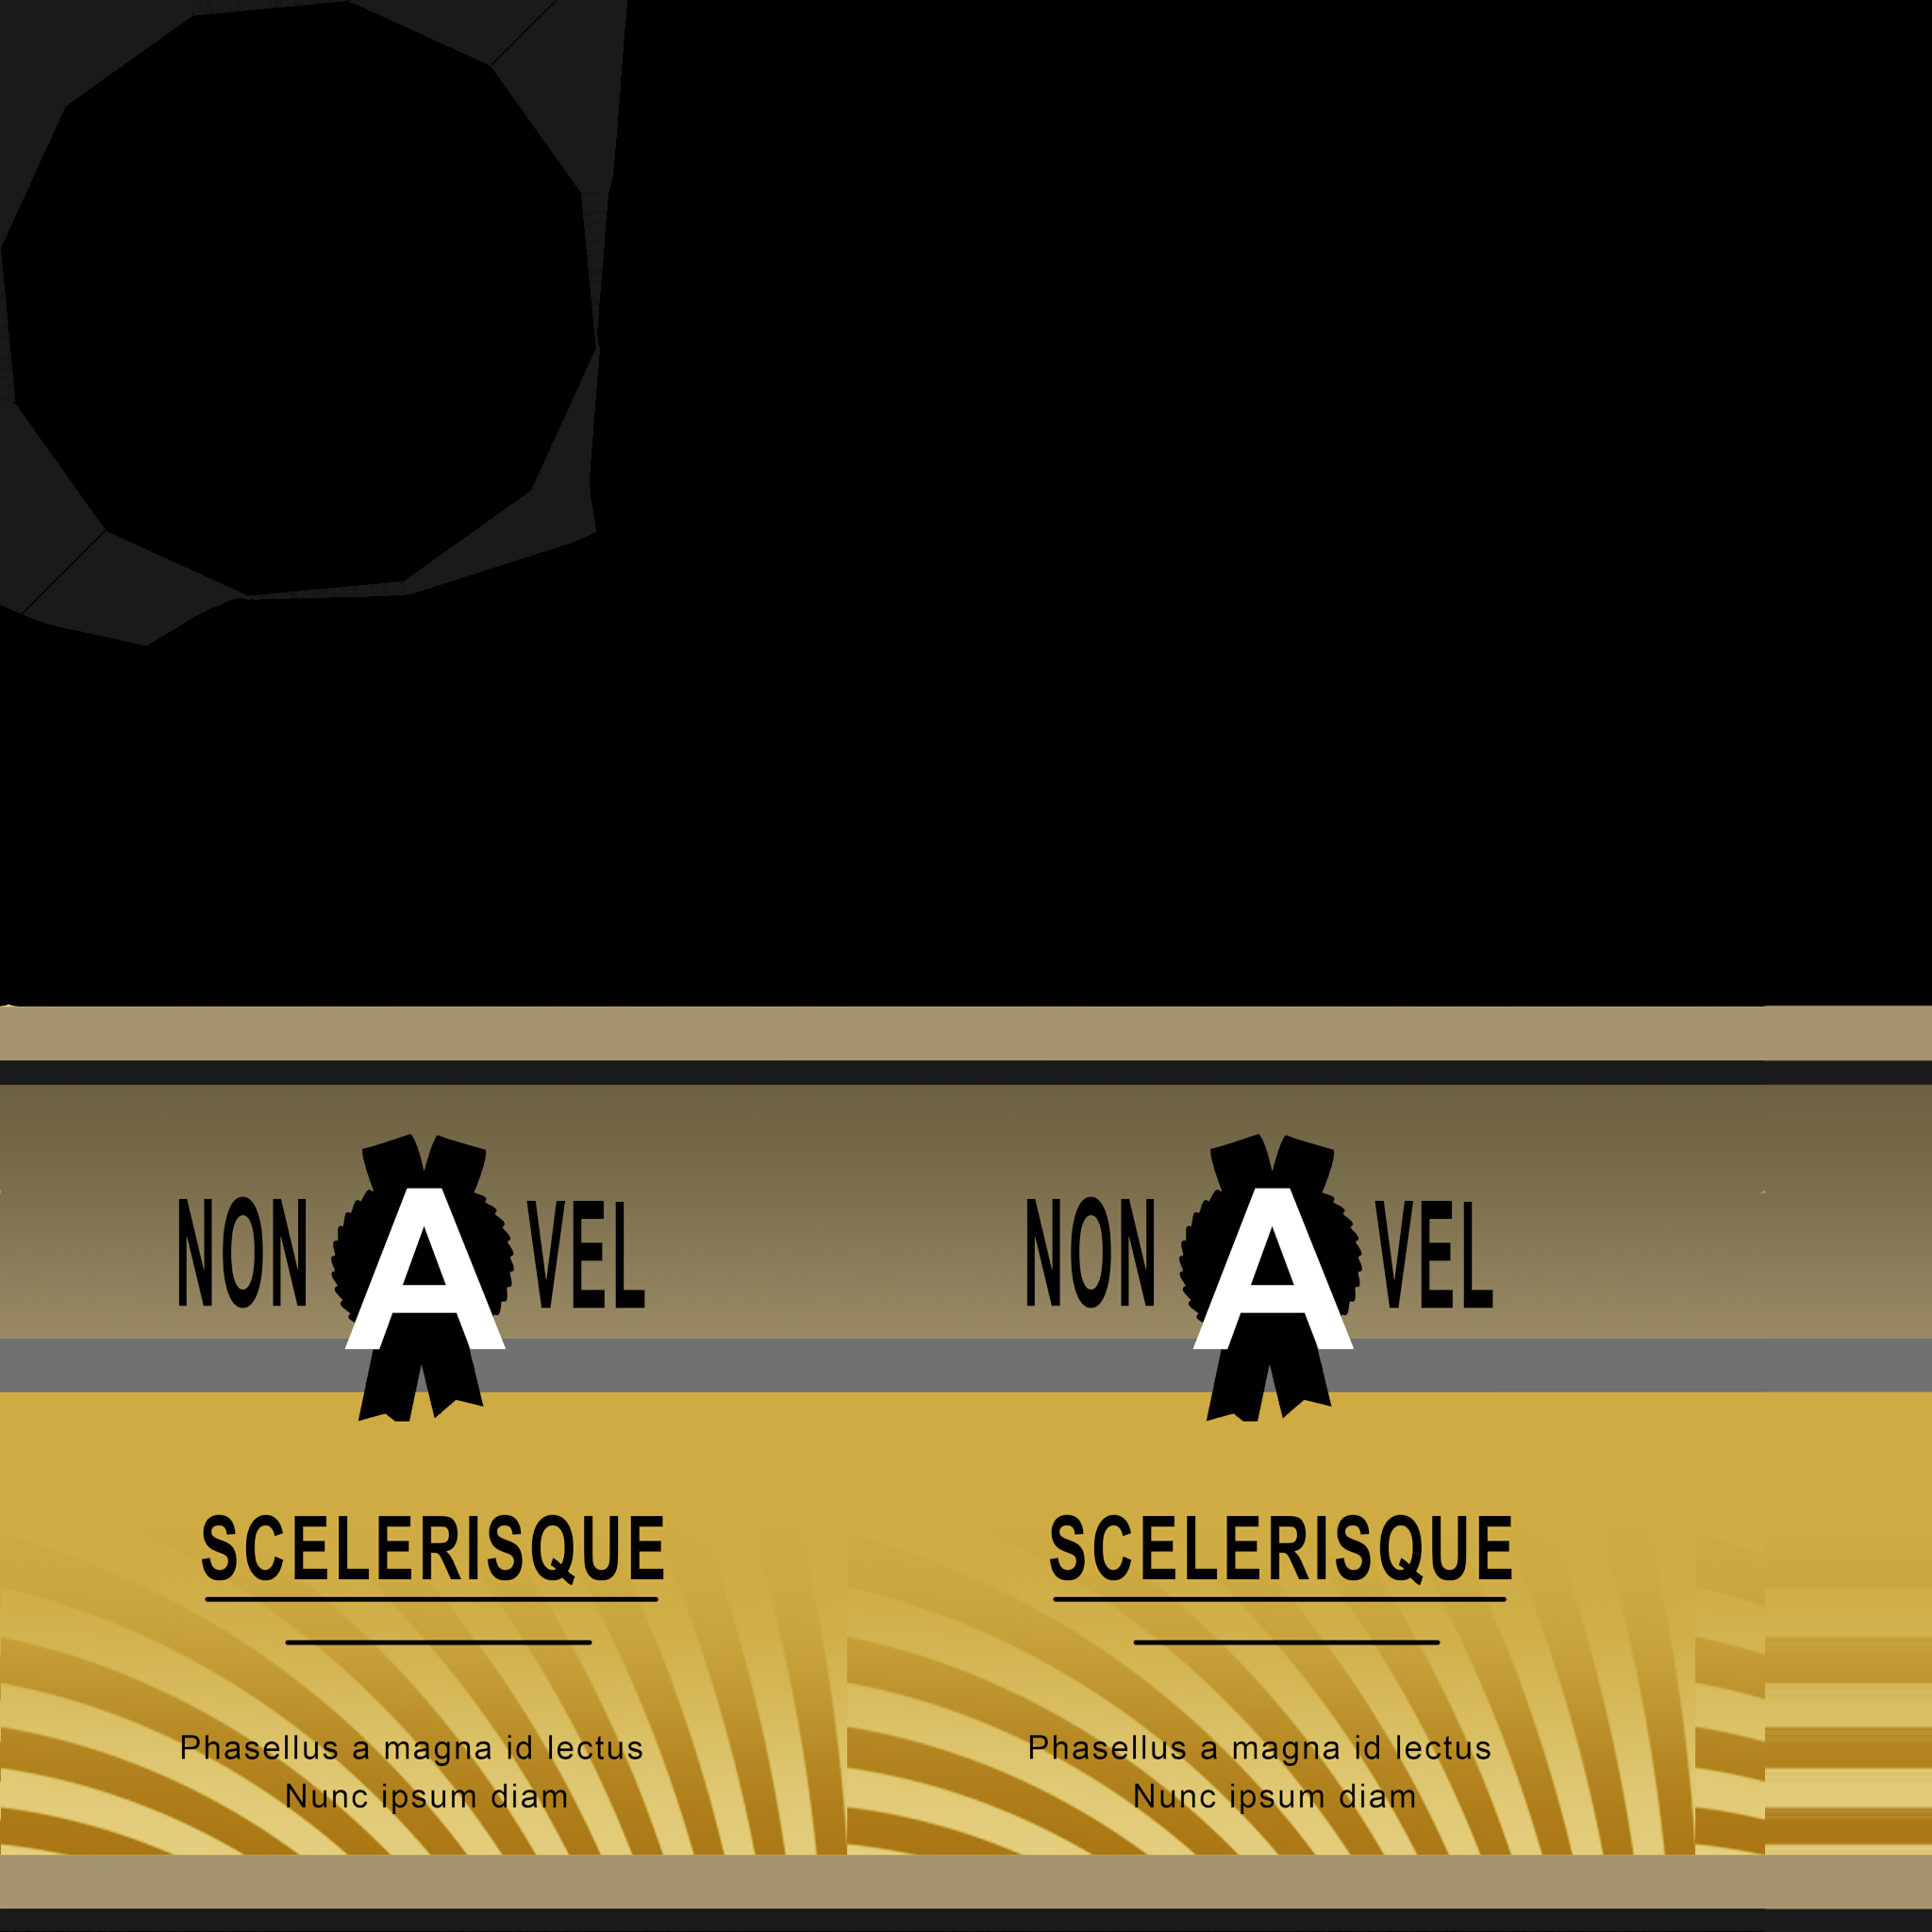 NON A VEL
SCELERISQUE
Phasellus a magna id lectus
Nunc ipsum diam
NON A VEL
SCELERISQUE
Phasellus a magna id lectus
Nunc ipsum diam